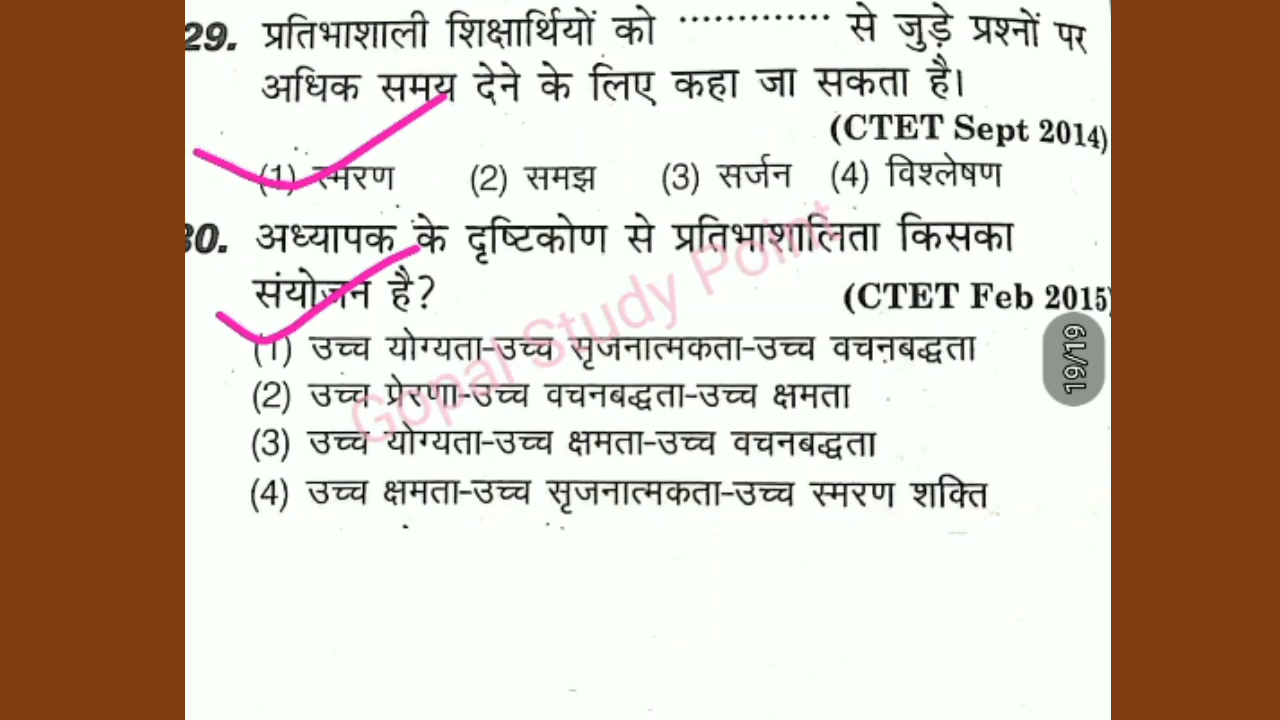 29. प्रतिभाशाली शिक्षार्थियों को ············· से जुड़े प्रश्नों पर
अधिक समय देने के लिए कहा जा सकता है।
(CTET Sept 2014)
(1) स्मरण (2) समझ (3) सर्जन (4) विश्लेषण
30. अध्यापक के दृष्टिकोण से प्रतिभाशालिता किसका
संयोजन है? (CTET Feb 2015)
(1) उच्च योग्यता-उच्च सृजनात्मकता-उच्च वचनबद्धता
(2) उच्च प्रेरणा-उच्च वचनबद्धता-उच्च क्षमता
(3) उच्च योग्यता-उच्च क्षमता-उच्च वचनबद्धता
(4) उच्च क्षमता-उच्च सृजनात्मकता-उच्च स्मरण शक्ति
Gopal Study Point
19/19